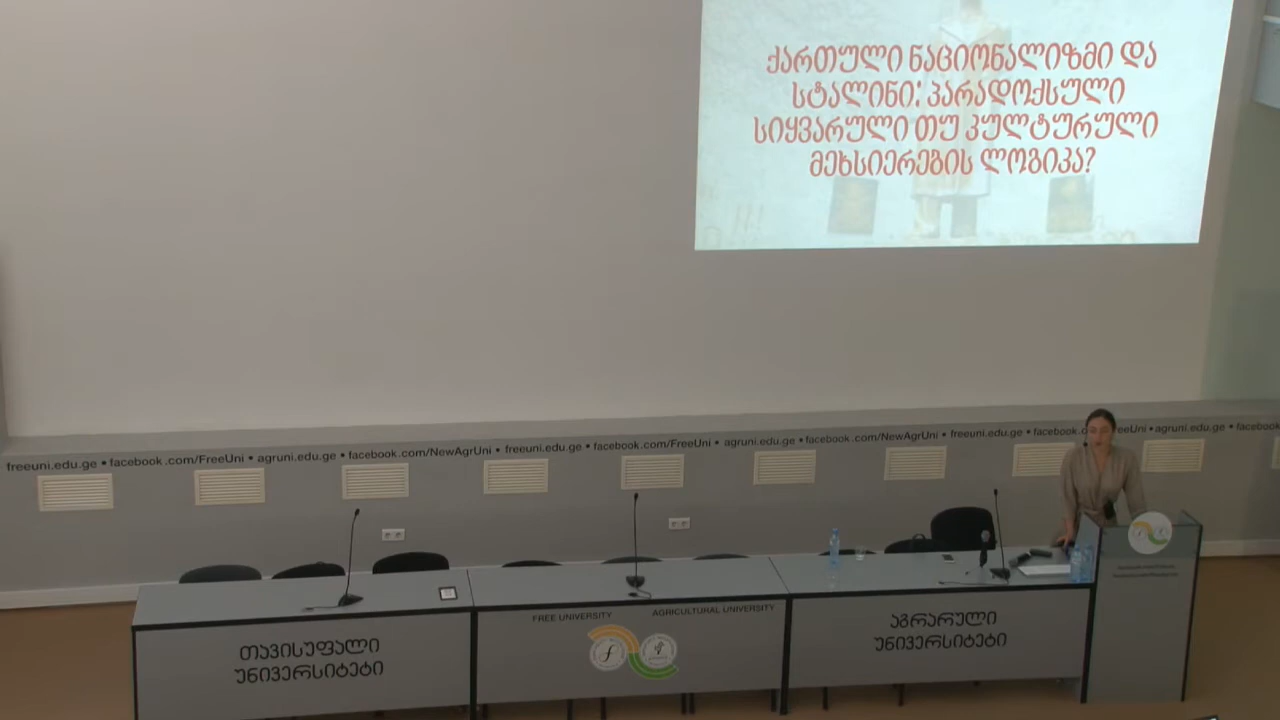 ქართული ნაციონალიზმი და
სტალინი: პარადოქსული
სიყვარული თუ კულტურული
მეხსიერების ლოგიკა?
freeuni.edu.ge • facebook.com/FreeUni • agruni.edu.ge • facebook.com/NewAgrUni • freeuni.edu.ge • facebook.com/FreeUni • agruni.edu.ge • facebook.com/NewAgrUni • freeuni.edu.ge • facebook.c reeUni • agruni.edu.ge • facebook
FREE UNIVERSITY AGRICULTURAL UNIVERSITY
თავისუფალი
უნივერსიტეტი
აგრარული
უნივერსიტეტი